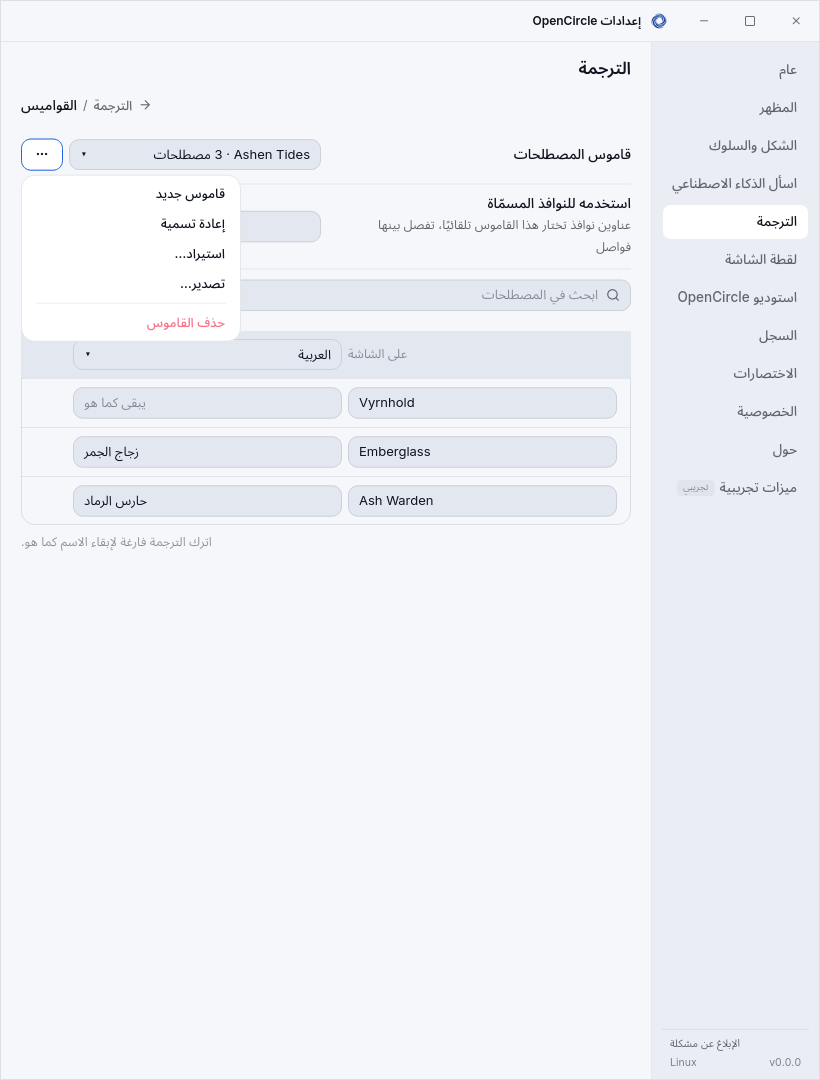 إعدادات OpenCircle
عام
المظهر
الشكل والسلوك
اسأل الذكاء الاصطناعي
الترجمة
لقطة الشاشة
استوديو OpenCircle
السجل
الاختصارات
الخصوصية
حول
ميزات تجريبية تجريبي
الإبلاغ عن مشكلة
v0.0.0 Linux
الترجمة
الترجمة / القواميس
قاموس المصطلحات
Ashen Tides · 3 مصطلحات
قاموس جديد
إعادة تسمية
استيراد...
تصدير...
حذف القاموس
استخدمه للنوافذ المسمّاة
عناوين نوافذ تختار هذا القاموس تلقائيًا، تفصل بينها
فواصل
ابحث في المصطلحات
على الشاشة
العربية
Vyrnhold
يبقى كما هو
Emberglass
زجاج الجمر
Ash Warden
حارس الرماد
اترك الترجمة فارغة لإبقاء الاسم كما هو.